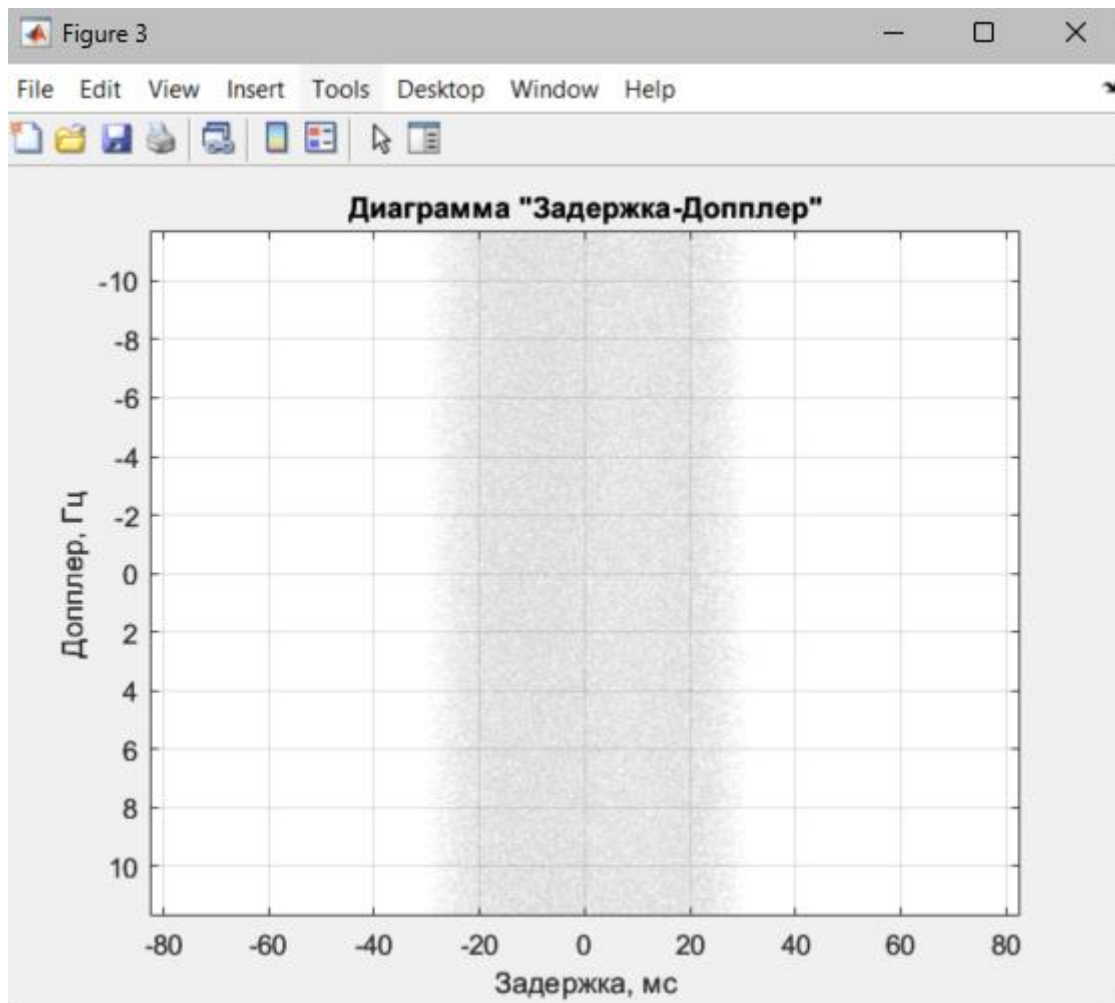 Figure 3
File Edit View Insert Tools Desktop Window Help
Диаграмма "Задержка-Допплер"
-10
-8
-6
-4
-2
0
2
4
6
8
10
Допплер, Гц
-80 -60 -40 -20 0 20 40 60 80
Задержка, мс